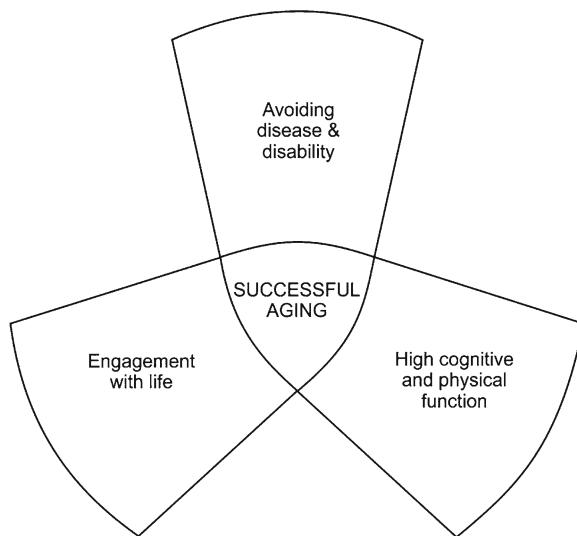 Avoiding
disease &
disability
SUCCESSFUL
AGING
Engagement
with life
High cognitive
and physical
function